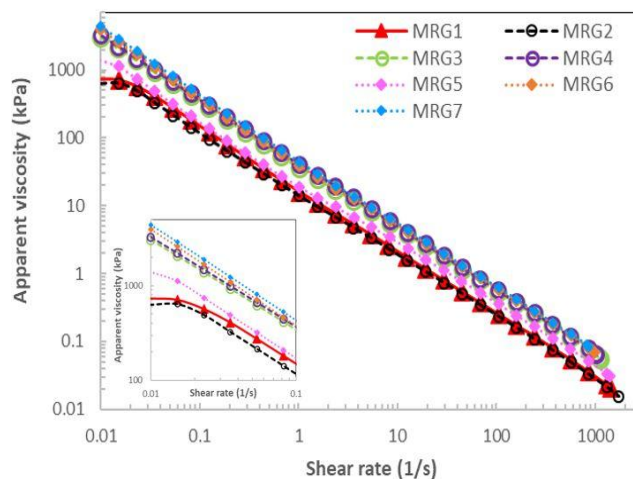 MRG1 MRG2
MRG3 MRG4
MRG5 MRG6
MRG7
Apparent viscosity (kPa)
1000
100
10
1
0.1
0.01
0.01 0.1 1 10 100 1000
Shear rate (1/s)
Apparent viscosity (kPa)
1000
100
0.01 0.1
Shear rate (1/s)